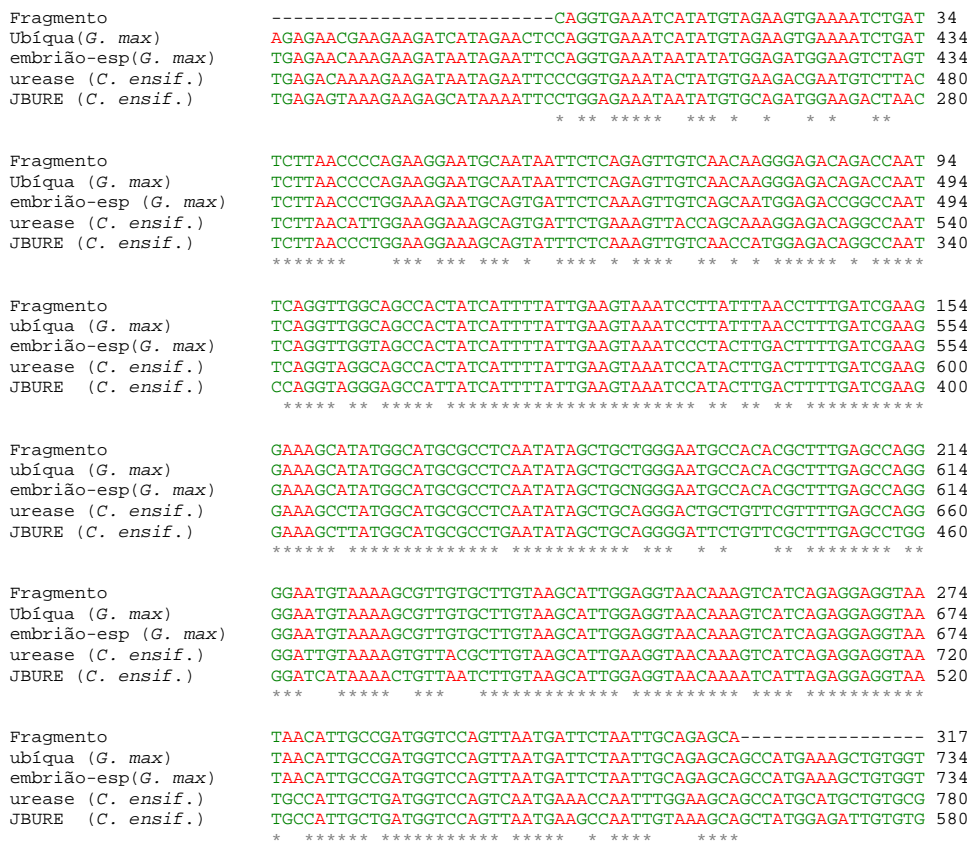 Fragmento --------------------------CAGGTGAAATCATATGTAGAAGTGAAAATCTGAT 34
Ubíqua(G. max) AGAGAACGAAGAAGATCATAGAACTCCAGGTGAAATCATATGTAGAAGTGAAAATCTGAT 434
embrião-esp(G. max) TGAGAACAAAGAAGATAATAGAATTCCAGGTGAAATAATATATGGAGATGGAAGTCTAGT 434
urease (C. ensif.) TGAGACAAAAGAAGATAATAGAATTCCCGGTGAAATACTATGTGAAGACGAATGTCTTAC 480
JBURE (C. ensif.) TGAGAGTAAAGAAGAGCATAAAATTCCTGGAGAAATAATATGTGCAGATGGAAGACTAAC 280
* ** ***** *** * * * * **
Fragmento TCTTAACCCCAGAAGGAATGCAATAATTCTCAGAGTTGTCAACAAGGGAGACAGACCAAT 94
Ubíqua (G. max) TCTTAACCCCAGAAGGAATGCAATAATTCTCAGAGTTGTCAACAAGGGAGACAGACCAAT 494
embrião-esp (G. max) TCTTAACCCTGGAAAGAATGCAGTGATTCTCAAAGTTGTCAGCAATGGAGACCGGCCAAT 494
urease (C. ensif.) TCTTAACATTGGAAGGAAAGCAGTGATTCTGAAAGTTACCAGCAAAGGAGACAGGCCAAT 540
JBURE (C. ensif.) TCTTAACCCTGGAAGGAAAGCAGTATTTCTCAAAGTTGTCAACCATGGAGACAGGCCAAT 340
******* *** *** *** * **** * **** ** * * ****** * *****
Fragmento TCAGGTTGGCAGCCACTATCATTTTATTGAAGTAAATCCTTATTTAACCTTTGATCGAAG 154
ubíqua (G. max) TCAGGTTGGCAGCCACTATCATTTTATTGAAGTAAATCCTTATTTAACCTTTGATCGAAG 554
embrião-esp(G. max) TCAGGTTGGTAGCCACTATCATTTTATTGAAGTAAATCCCTACTTGACTTTTGATCGAAG 554
urease (C. ensif.) TCAGGTAGGCAGCCACTATCATTTTATTGAAGTAAATCCATACTTGACTTTTGATCGAAG 600
JBURE (C. ensif.) CCAGGTAGGGAGCCATTATCATTTTATTGAAGTAAATCCATACTTGACTTTTGATCGAAG 400
***** ** ***** *********************** ** ** ** ***********
Fragmento GAAAGCATATGGCATGCGCCTCAATATAGCTGCTGGGAATGCCACACGCTTTGAGCCAGG 214
ubíqua (G. max) GAAAGCATATGGCATGCGCCTCAATATAGCTGCTGGGAATGCCACACGCTTTGAGCCAGG 614
embrião-esp(G. max) GAAAGCATATGGCATGCGCCTCAATATAGCTGCNGGGAATGCCACACGCTTTGAGCCAGG 614
urease (C. ensif.) GAAAGCCTATGGCATGCGCCTCAATATAGCTGCAGGGACTGCTGTTCGTTTTGAGCCAGG 660
JBURE (C. ensif.) GAAAGCTTATGGCATGCGCCTGAATATAGCTGCAGGGGATTCTGTTCGCTTTGAGCCTGG 460
****** ************** *********** *** * * ** ******** **
Fragmento GGAATGTAAAAGCGTTGTGCTTGTAAGCATTGGAGGTAACAAAGTCATCAGAGGAGGTAA 274
Ubíqua (G. max) GGAATGTAAAAGCGTTGTGCTTGTAAGCATTGGAGGTAACAAAGTCATCAGAGGAGGTAA 674
embrião-esp (G. max) GGAATGTAAAAGCGTTGTGCTTGTAAGCATTGGAGGTAACAAAGTCATCAGAGGAGGTAA 674
urease (C. ensif.) GGATTGTAAAAGTGTTACGCTTGTAAGCATTGAAGGTAACAAAGTCATCAGAGGAGGTAA 720
JBURE (C. ensif.) GGATCATAAAACTGTTAATCTTGTAAGCATTGGAGGTAACAAAATCATTAGAGGAGGTAA 520
*** ***** *** ************* ********** **** ***********
Fragmento TAACATTGCCGATGGTCCAGTTAATGATTCTAATTGCAGAGCA----------------- 317
ubíqua (G. max) TAACATTGCCGATGGTCCAGTTAATGATTCTAATTGCAGAGCAGCCATGAAAGCTGTGGT 734
embrião-esp(G. max) TAACATTGCCGATGGTCCAGTTAATGATTCTAATTGCAGAGCAGCCATGAAAGCTGTGGT 734
urease (C. ensif.) TGCCATTGCTGATGGTCCAGTCAATGAAACCAATTTGGAAGCAGCCATGCATGCTGTGCG 780
JBURE (C. ensif.) TGCCATTGCTGATGGTCCAGTTAATGAAGCCAATTGTAAAGCAGCTATGGAGATTGTGTG 580
* ****** *********** ***** * **** ****